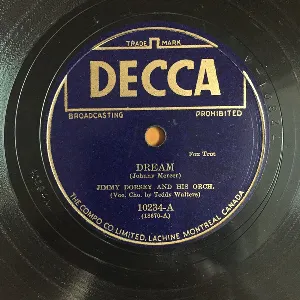 TRADE MARK
DECCA
BROADCASTING PROHIBITED
Fox Trot
DREAM
(Johnny Mercer)
JIMMY DORSEY AND HIS ORCH.
(Voc. Cho. by Teddy Walters)
10234-A
(18670-A)
THE COMPO CO. LIMITED, LACHINE MONTREAL CANADA